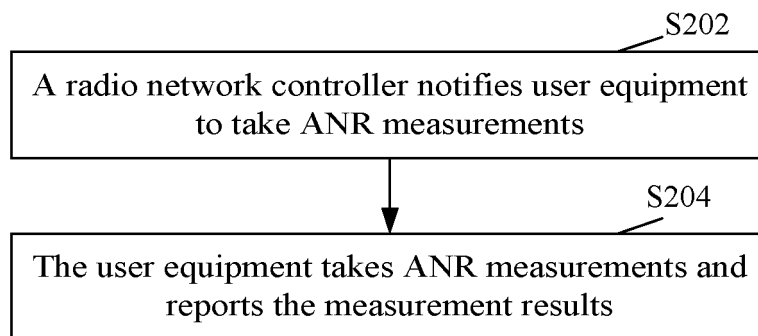 S202
A radio network controller notifies user equipment
to take ANR measurements
S204
The user equipment takes ANR measurements and
reports the measurement results